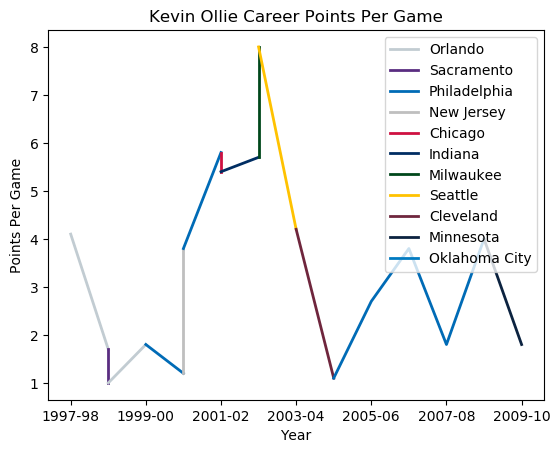 Kevin Ollie Career Points Per Game
8
7
6
5
4
3
2
1
Points Per Game
Orlando
Sacramento
Philadelphia
New Jersey
Chicago
Indiana
Milwaukee
Seattle
Cleveland
Minnesota
Oklahoma City
1997-98 1999-00 2001-02 2003-04 2005-06 2007-08 2009-10
Year